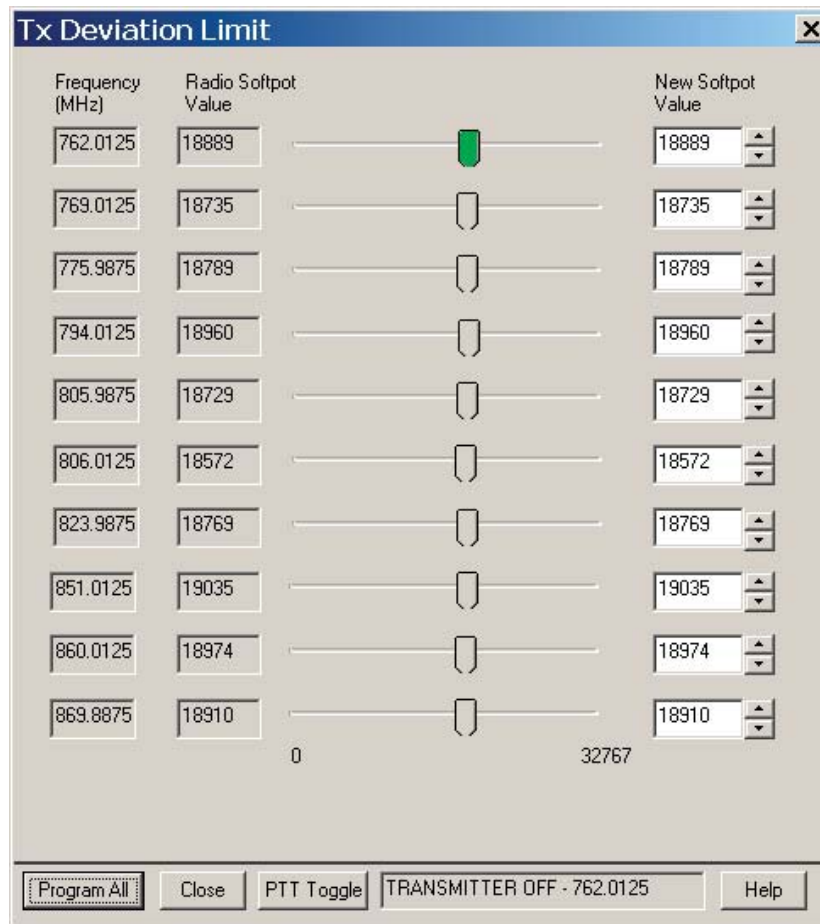 Tx Deviation Limit
Frequency (MHz) Radio Softpot Value New Softpot Value
762.0125 18889 18889
769.0125 18735 18735
775.9875 18789 18789
794.0125 18960 18960
805.9875 18729 18729
806.0125 18572 18572
823.9875 18769 18769
851.0125 19035 19035
860.0125 18974 18974
869.8875 18910 18910
0 32767
Program All Close PTT Toggle TRANSMITTER OFF - 762.0125 Help